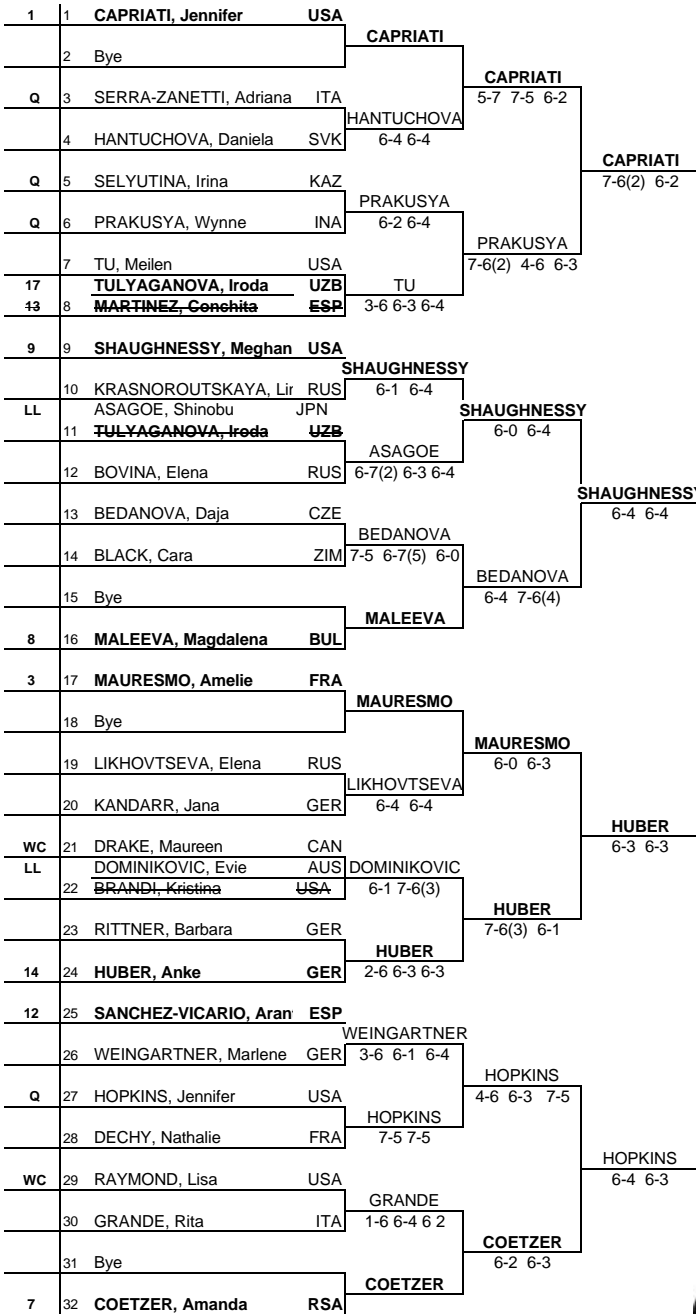 1 1 CAPRIATI, Jennifer USA
CAPRIATI
2 Bye
CAPRIATI
Q 3 SERRA-ZANETTI, Adriana ITA
5-7 7-5 6-2
HANTUCHOVA
4 HANTUCHOVA, Daniela SVK
6-4 6-4
CAPRIATI
Q 5 SELYUTINA, Irina KAZ
7-6(2) 6-2
PRAKUSYA
Q 6 PRAKUSYA, Wynne INA
6-2 6-4
PRAKUSYA
7 TU, Meilen USA
7-6(2) 4-6 6-3
17 TULYAGANOVA, Iroda UZB
TU
13 8 MARTINEZ, Conchita ESP
3-6 6-3 6-4
9 9 SHAUGHNESSY, Meghan USA
SHAUGHNESSY
10 KRASNOROUTSKAYA, Lir RUS
6-1 6-4
LL ASAGOE, Shinobu JPN
SHAUGHNESSY
11 TULYAGANOVA, Iroda UZB
6-0 6-4
ASAGOE
12 BOVINA, Elena RUS
6-7(2) 6-3 6-4
SHAUGHNESSY
13 BEDANOVA, Daja CZE
6-4 6-4
BEDANOVA
14 BLACK, Cara ZIM
7-5 6-7(5) 6-0
BEDANOVA
15 Bye
6-4 7-6(4)
MALEEVA
8 16 MALEEVA, Magdalena BUL
3 17 MAURESMO, Amelie FRA
MAURESMO
18 Bye
MAURESMO
19 LIKHOVTSEVA, Elena RUS
6-0 6-3
LIKHOVTSEVA
20 KANDARR, Jana GER
6-4 6-4
HUBER
WC 21 DRAKE, Maureen CAN
6-3 6-3
LL DOMINIKOVIC, Evie AUS
DOMINIKOVIC
22 BRANDI, Kristina USA
6-1 7-6(3)
HUBER
23 RITTNER, Barbara GER
7-6(3) 6-1
HUBER
14 24 HUBER, Anke GER
2-6 6-3 6-3
12 25 SANCHEZ-VICARIO, Aran ESP
WEINGARTNER
26 WEINGARTNER, Marlene GER
3-6 6-1 6-4
HOPKINS
Q 27 HOPKINS, Jennifer USA
4-6 6-3 7-5
HOPKINS
28 DECHY, Nathalie FRA
7-5 7-5
HOPKINS
WC 29 RAYMOND, Lisa USA
6-4 6-3
GRANDE
30 GRANDE, Rita ITA
1-6 6-4 6 2
COETZER
31 Bye
6-2 6-3
COETZER
7 32 COETZER, Amanda RSA